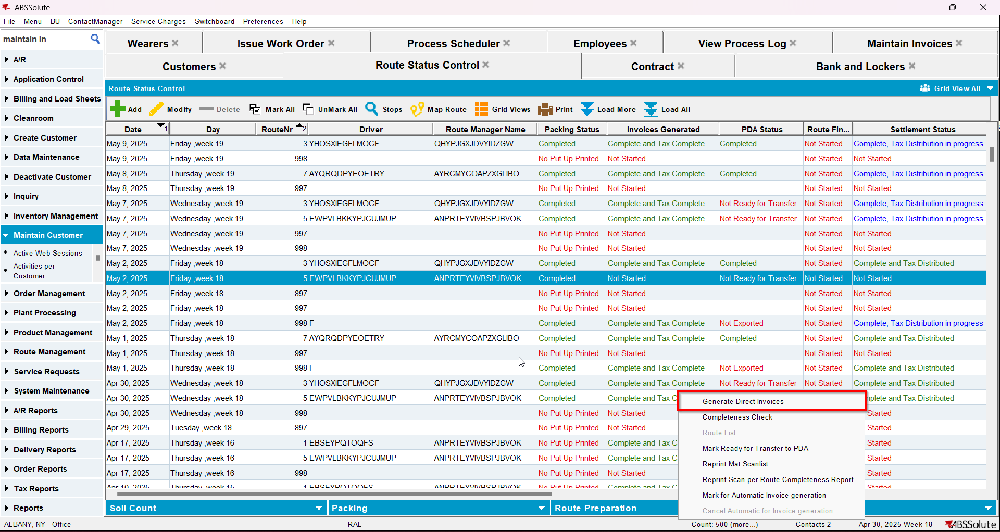 ABSSolute
File Menu BU ContactManager Service Charges Switchboard Preferences Help
maintain in
Wearers Issue Work Order Process Scheduler Employees View Process Log Maintain Invoices
Customers Route Status Control Contract Bank and Lockers
Route Status Control Grid View All
Add Modify Delete Mark All UnMark All Stops Map Route Grid Views Print Load More Load All
A/R
Application Control
Billing and Load Sheets
Cleanroom
Create Customer
Data Maintenance
Deactivate Customer
Inquiry
Inventory Management
Maintain Customer
Active Web Sessions
Activities per
Customer
Order Management
Plant Processing
Product Management
Route Management
Service Requests
System Maintenance
A/R Reports
Billing Reports
Delivery Reports
Order Reports
Tax Reports
Reports
Date 1 Day RouteNr 2 Driver Route Manager Name Packing Status Invoices Generated PDA Status Route Fin... Settlement Status
May 9, 2025 Friday ,week 19 3 YHOSXIEGFLMOCF QHYPJGXJDVYIDZGW Completed Complete and Tax Complete Completed Not Started Complete, Tax Distribution in progress
May 9, 2025 Friday ,week 19 998 No Put Up Printed Not Started Not Started Not Started
May 8, 2025 Thursday ,week 19 7 AYQRQDPYEOETRY AYRCMYCOAPZXGLIBO Completed Complete and Tax Complete Completed Not Started Complete, Tax Distribution in progress
May 8, 2025 Thursday ,week 19 997 No Put Up Printed Not Started Not Started Not Started
May 7, 2025 Wednesday ,week 19 3 YHOSXIEGFLMOCF QHYPJGXJDVYIDZGW Completed Complete and Tax Complete Not Ready for Transfer Not Started Complete, Tax Distribution in progress
May 7, 2025 Wednesday ,week 19 5 EWPVLBKKYPJCUJMUP ANPRTEYVIVBSPJBVOK Completed Complete and Tax Complete Not Ready for Transfer Not Started Complete, Tax Distribution in progress
May 7, 2025 Wednesday ,week 19 997 No Put Up Printed Not Started Not Started Not Started
May 7, 2025 Wednesday ,week 19 998 No Put Up Printed Not Started Not Started Not Started
May 2, 2025 Friday ,week 18 3 YHOSXIEGFLMOCF QHYPJGXJDVYIDZGW Completed Complete and Tax Complete Completed Not Started Complete and Tax Distributed
May 2, 2025 Friday ,week 18 5 EWPVLBKKYPJCUJMUP ANPRTEYVIVBSPJBVOK Completed Not Started Not Ready for Transfer Not Started Not Started
May 2, 2025 Friday ,week 18 897 No Put Up Printed Not Started Not Started Not Started
May 2, 2025 Friday ,week 18 997 No Put Up Printed Not Started Not Started Not Started
May 2, 2025 Friday ,week 18 998 F Completed Complete and Tax Complete Not Exported Not Started Complete, Tax Distribution in progress
May 1, 2025 Thursday ,week 18 7 AYQRQDPYEOETRY AYRCMYCOAPZXGLIBO Completed Complete and Tax Complete Completed Not Started Complete and Tax Distributed
May 1, 2025 Thursday ,week 18 997 No Put Up Printed Not Started Not Started Not Started
May 1, 2025 Thursday ,week 18 998 F Completed Complete and Tax Complete Not Exported Not Started Complete and Tax Distributed
Apr 30, 2025 Wednesday ,week 18 3 YHOSXIEGFLMOCF QHYPJGXJDVYIDZGW Completed Complete and Tax Complete Not Ready for Transfer Not Started Complete and Tax Distributed
Apr 30, 2025 Wednesday ,week 18 5 EWPVLBKKYPJCUJMUP ANPRTEYVIVBSPJBVOK Completed Complete and Tax C plete and Tax Distributed
Apr 30, 2025 Wednesday ,week 18 998 No Put Up Printed Not Started Started
Apr 29, 2025 Tuesday ,week 18 897 No Put Up Printed Not Started Started
Apr 17, 2025 Thursday ,week 16 1 EBSEYPQTOQFS ANPRTEYVIVBSPJBVOK No Put Up Printed Complete and Tax C Started
Apr 17, 2025 Thursday ,week 16 5 EWPVLBKKYPJCUJMUP ANPRTEYVIVBSPJBVOK No Put Up Printed Complete and Tax C Started
Apr 17, 2025 Thursday ,week 16 998 No Put Up Printed Not Started Started
Apr 10, 2025 Thursday ,week 15 1 EBSEYPQTOQFS ANPRTEYVIVBSPJBVOK No Put Up Printed Complete and Tax C Started
Generate Direct Invoices
Completeness Check
Route List
Mark Ready for Transfer to PDA
Reprint Mat Scanlist
Reprint Scan per Route Completeness Report
Mark for Automatic Invoice generation
Cancel Automatic for Invoice generation
Soil Count Packing Route Preparation
ALBANY, NY - Office RAL Count: 500 (more...) Contacts 2 Apr 30, 2025 Week 18 ABSSolute